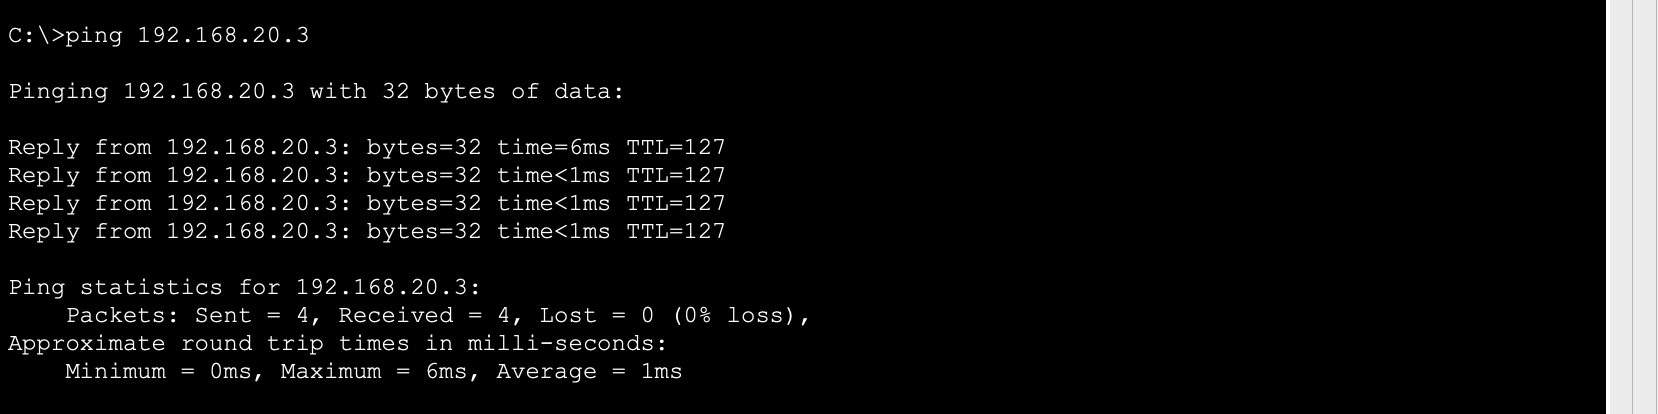 C:\>ping 192.168.20.3
Pinging 192.168.20.3 with 32 bytes of data:
Reply from 192.168.20.3: bytes=32 time=6ms TTL=127
Reply from 192.168.20.3: bytes=32 time<1ms TTL=127
Reply from 192.168.20.3: bytes=32 time<1ms TTL=127
Reply from 192.168.20.3: bytes=32 time<1ms TTL=127
Ping statistics for 192.168.20.3:
    Packets: Sent = 4, Received = 4, Lost = 0 (0% loss),
Approximate round trip times in milli-seconds:
    Minimum = 0ms, Maximum = 6ms, Average = 1ms